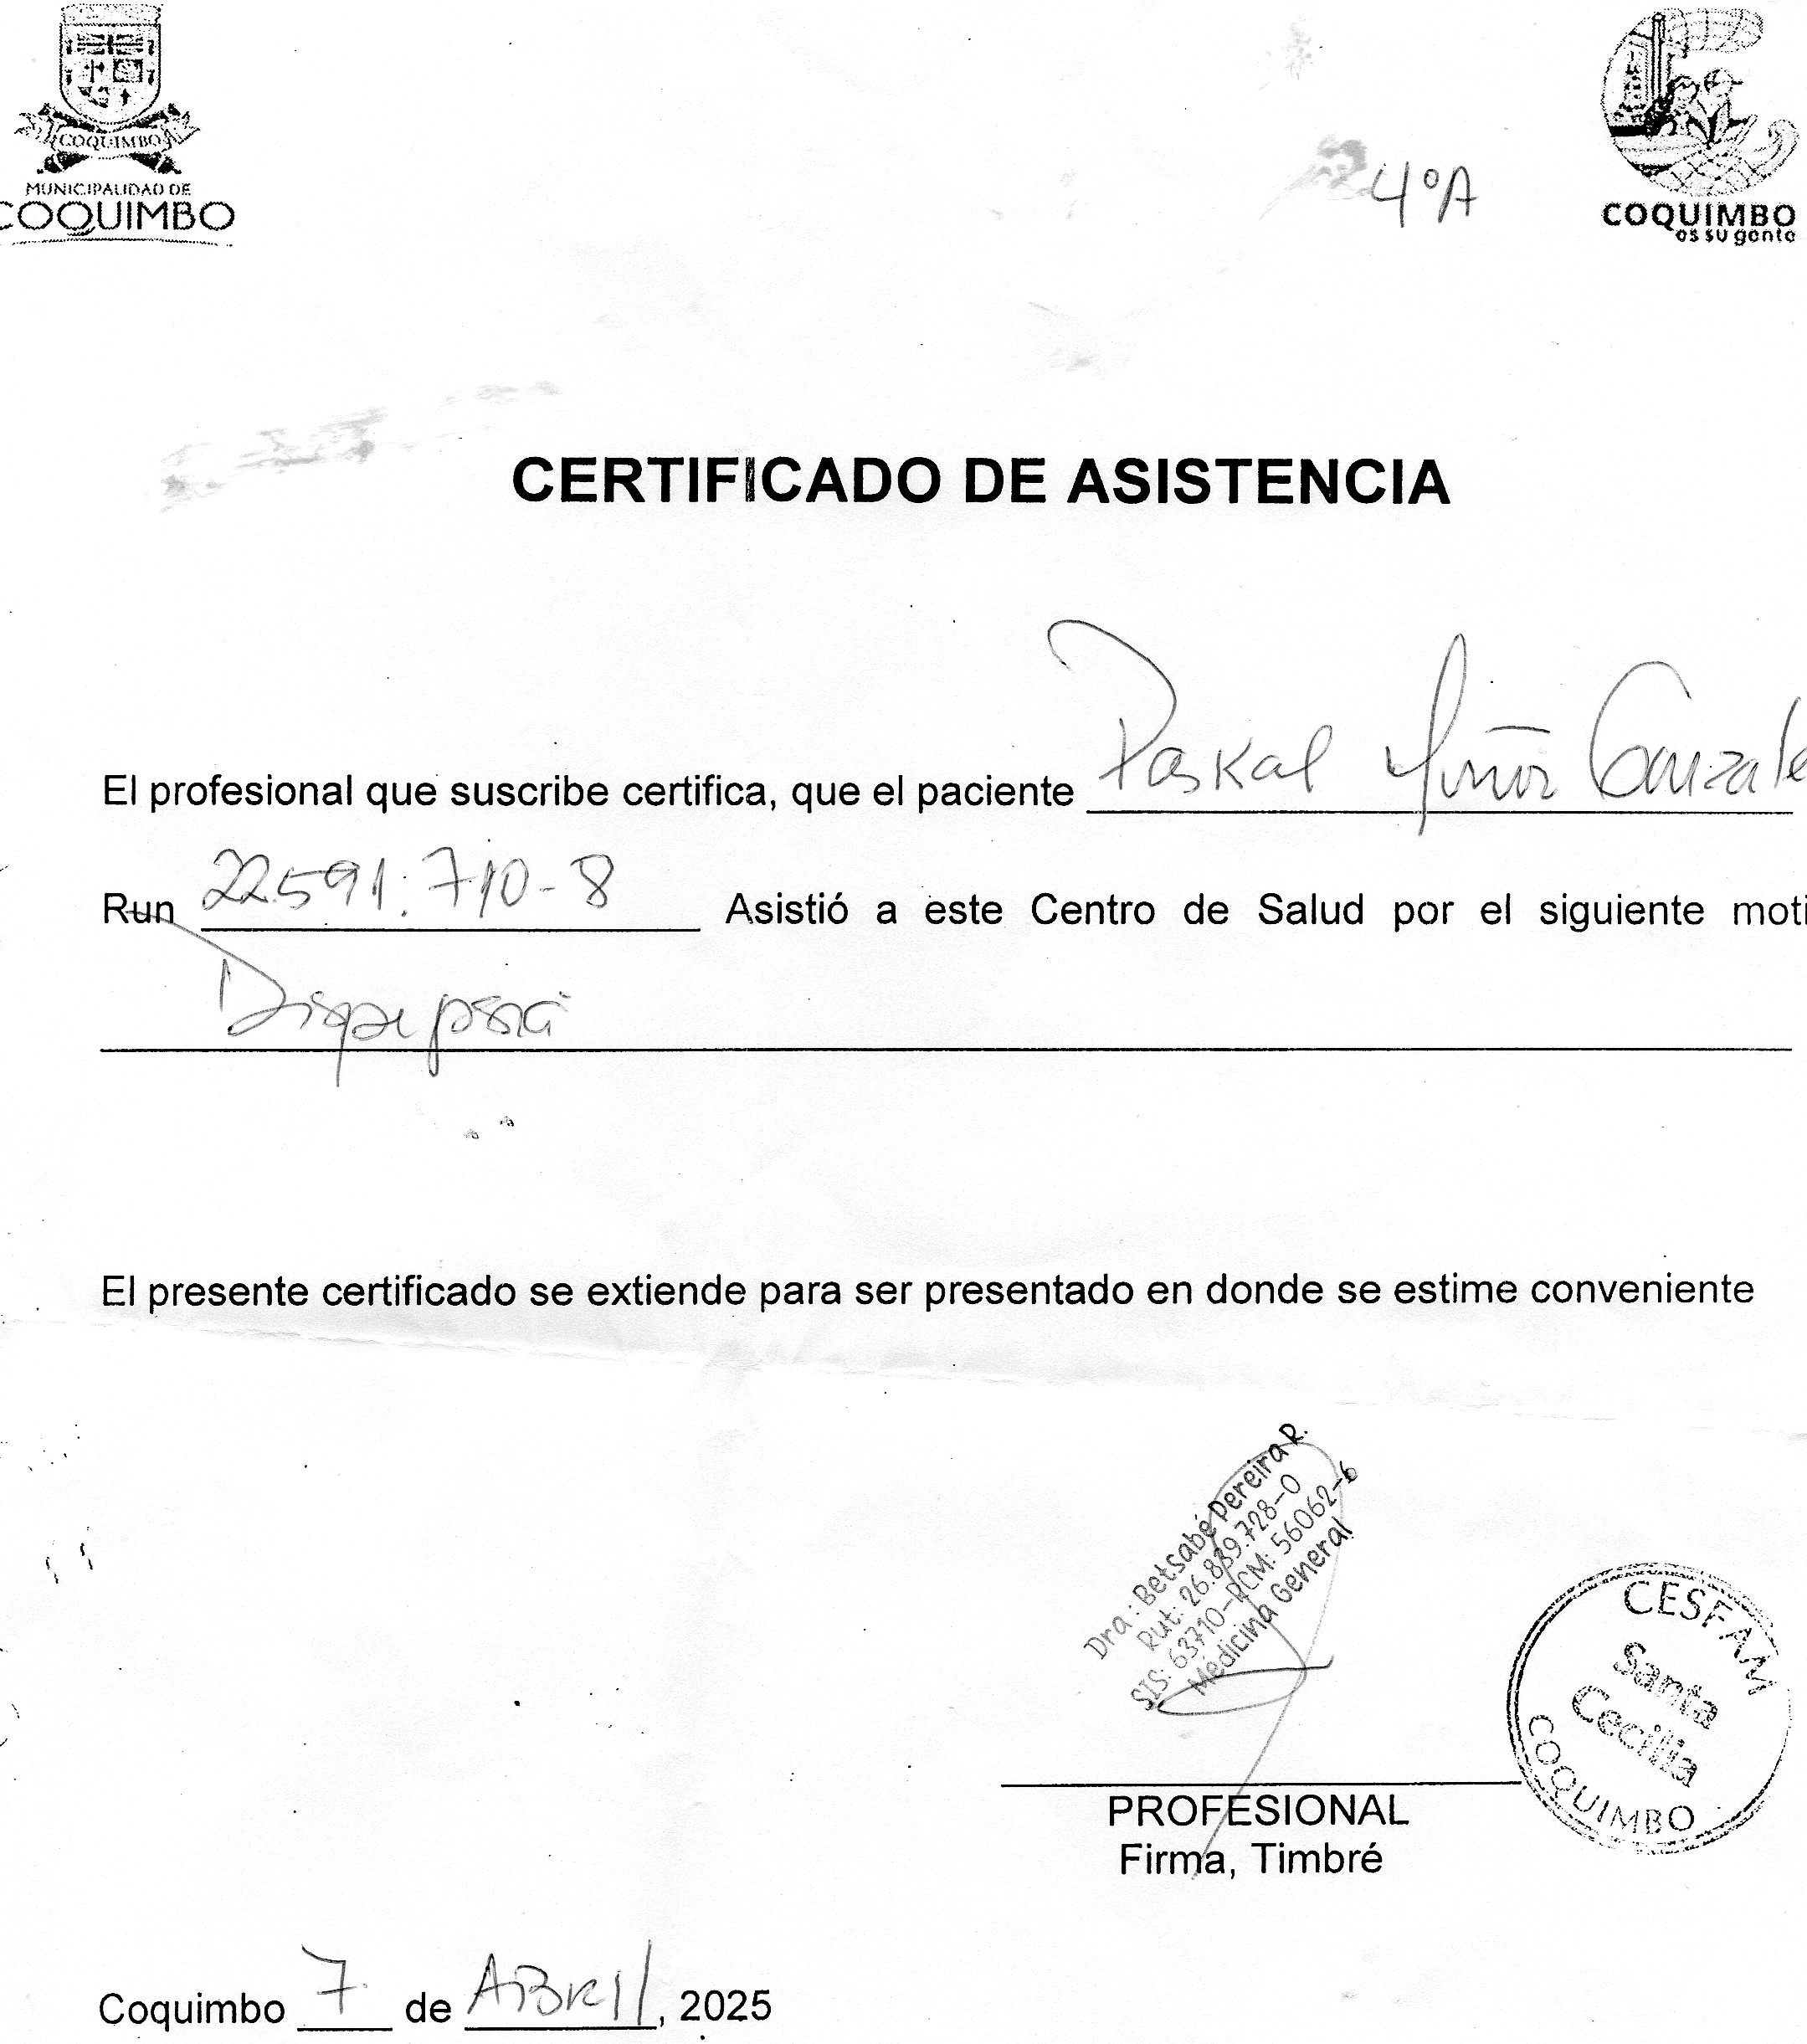 COQUIMBO
MUNICIPALIDAD DE
COQUIMBO
4°A
COQUIMBO
es su gente
CERTIFICADO DE ASISTENCIA
El profesional que suscribe certifica, que el paciente Paskal Muñoz Gonzale
Run 22591.710-8 Asistió a este Centro de Salud por el siguiente moti
Dispepsia
El presente certificado se extiende para ser presentado en donde se estime conveniente
Dra: Betsabé Pereira R.
Rut: 26.889.728-0
SIS: 63710-RCM: 56062-6
Médicina General
CESFAM
Santa
Cecilia
COQUIMBO
PROFESIONAL
Firma, Timbré
Coquimbo 7 de ABRIL, 2025